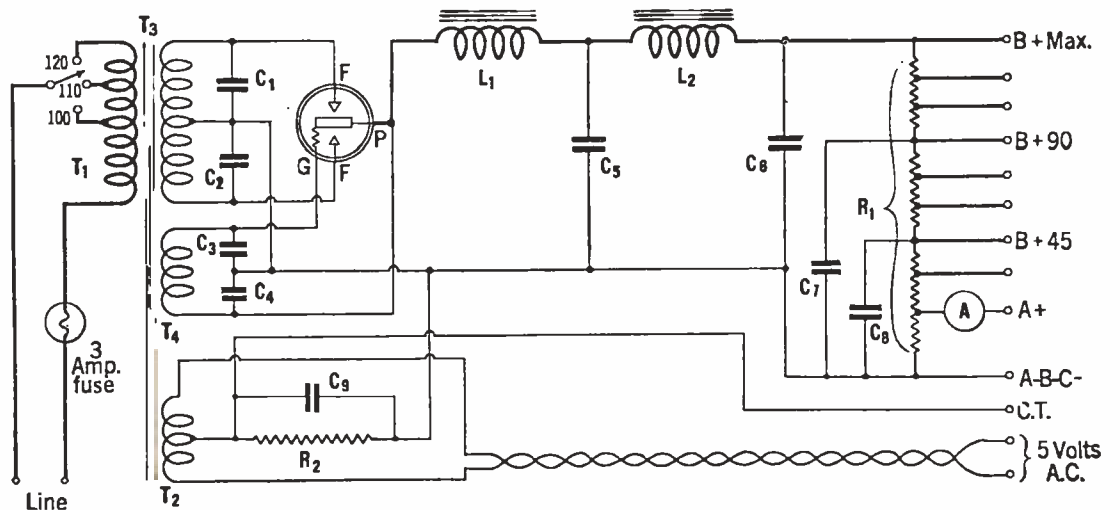 T3
120
110
100
T1
C1
C2
F
G
P
F
L1
L2
C5
C6
B+Max.
B+90
R1
B+45
C7
C8
A
A+
A-B-C-
C.T.
C3
C4
T4
3
Amp.
fuse
C9
R2
T2
5 Volts
A.C.
Line